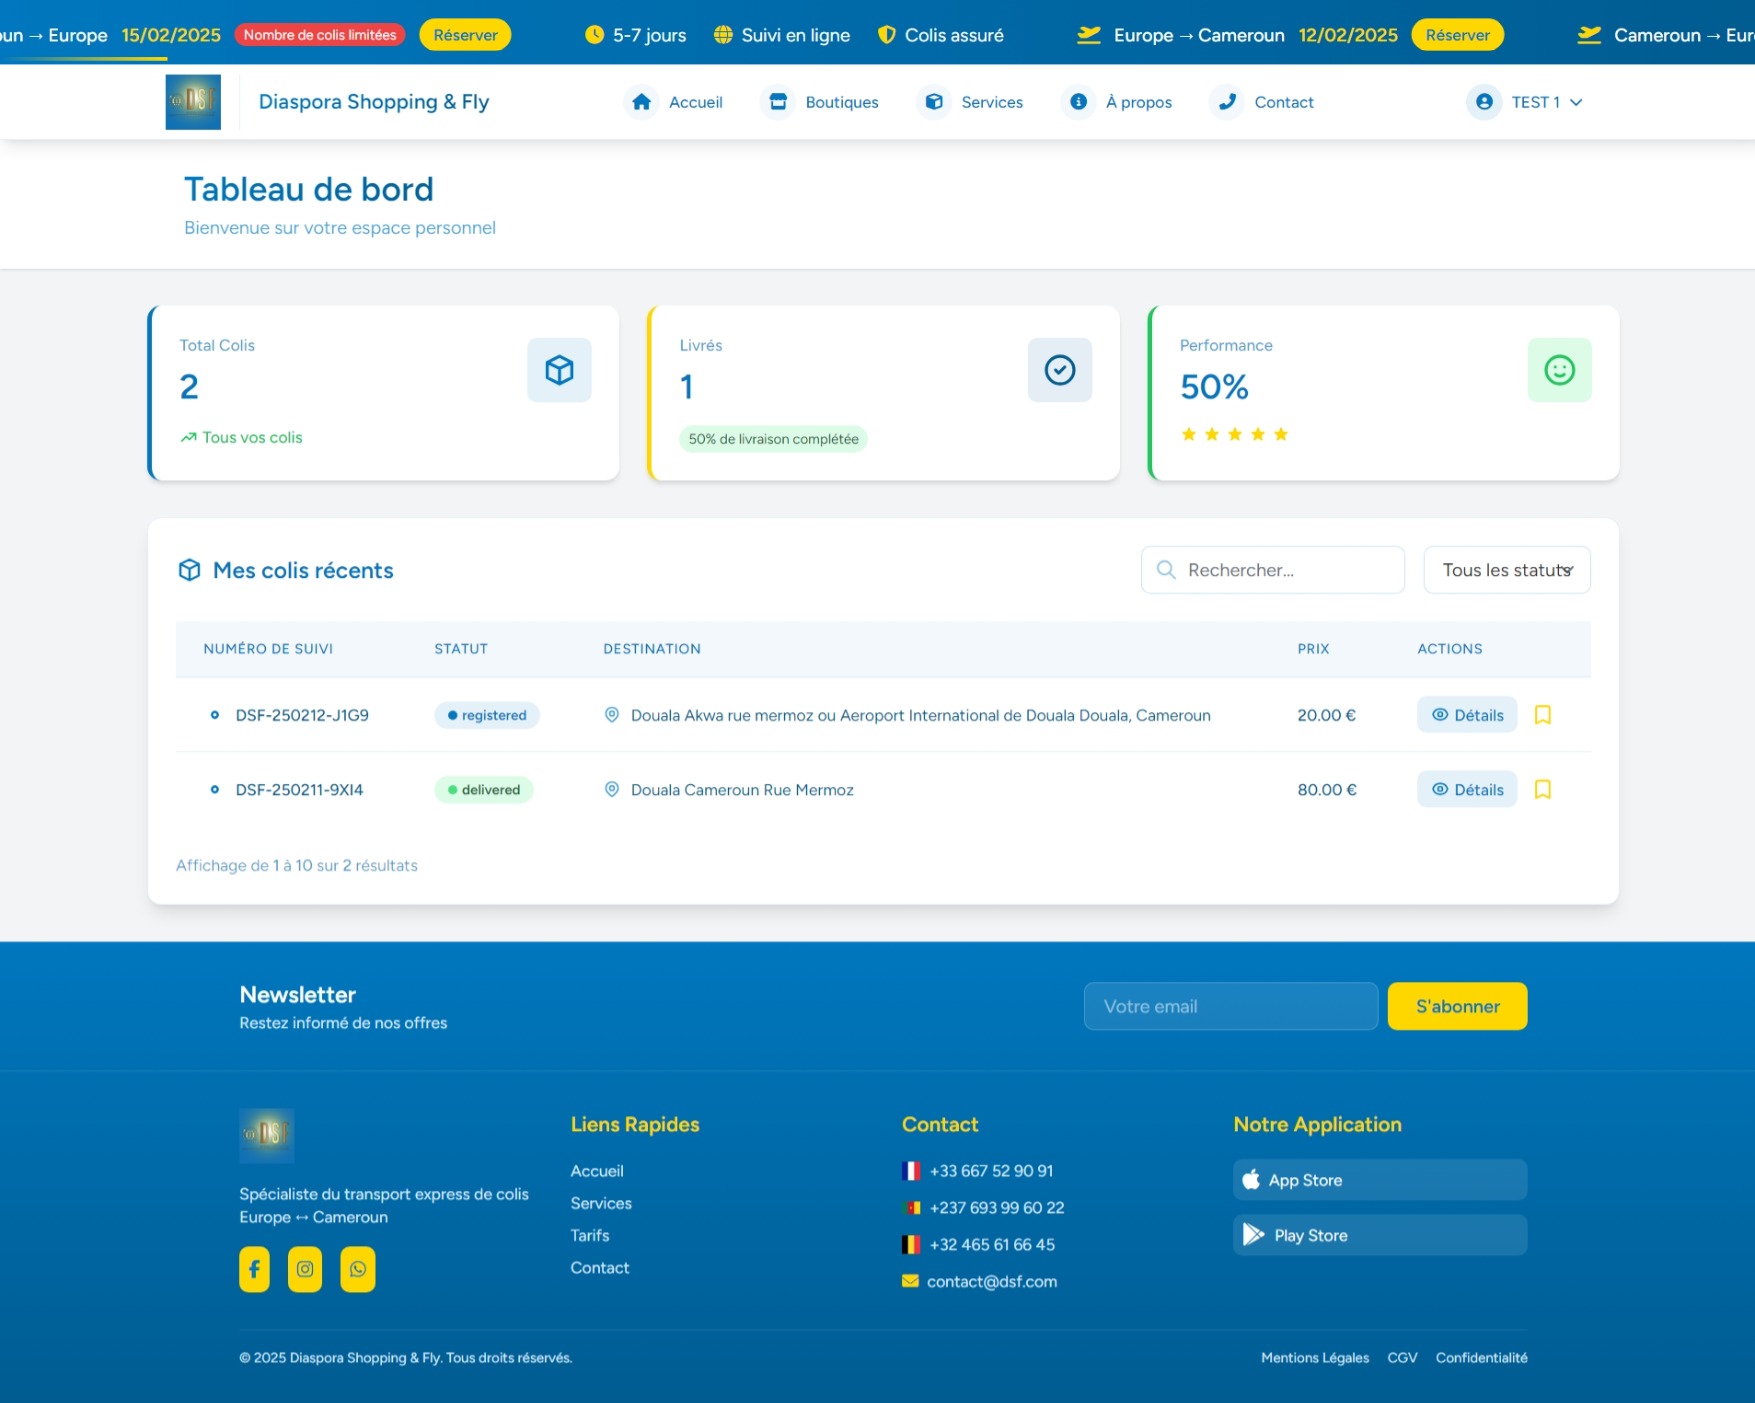 → Europe 15/02/2025 Nombre de colis limitées Réserver 5-7 jours Suivi en ligne Colis assuré Europe → Cameroun 12/02/2025 Réserver Cameroun →
DSF Diaspora Shopping & Fly Accueil Boutiques Services À propos Contact TEST 1
Tableau de bord
Bienvenue sur votre espace personnel
Total Colis
2
Tous vos colis
Livrés
1
50% de livraison complétée
Performance
50%
Mes colis récents
Rechercher...
Tous les statuts
NUMÉRO DE SUIVI STATUT DESTINATION PRIX ACTIONS
DSF-250212-J1G9 registered Douala Akwa rue mermoz ou Aeroport International de Douala Douala, Cameroun 20.00 € Détails
DSF-250211-9XI4 delivered Douala Cameroun Rue Mermoz 80.00 € Détails
Affichage de 1 à 10 sur 2 résultats
Newsletter
Restez informé de nos offres
Votre email
S'abonner
DSF
Spécialiste du transport express de colis
Europe ↔ Cameroun
Liens Rapides
Accueil
Services
Tarifs
Contact
Contact
+33 667 52 90 91
+237 693 99 60 22
+32 465 61 66 45
contact@dsf.com
Notre Application
App Store
Play Store
© 2025 Diaspora Shopping & Fly. Tous droits réservés.
Mentions Légales CGV Confidentialité